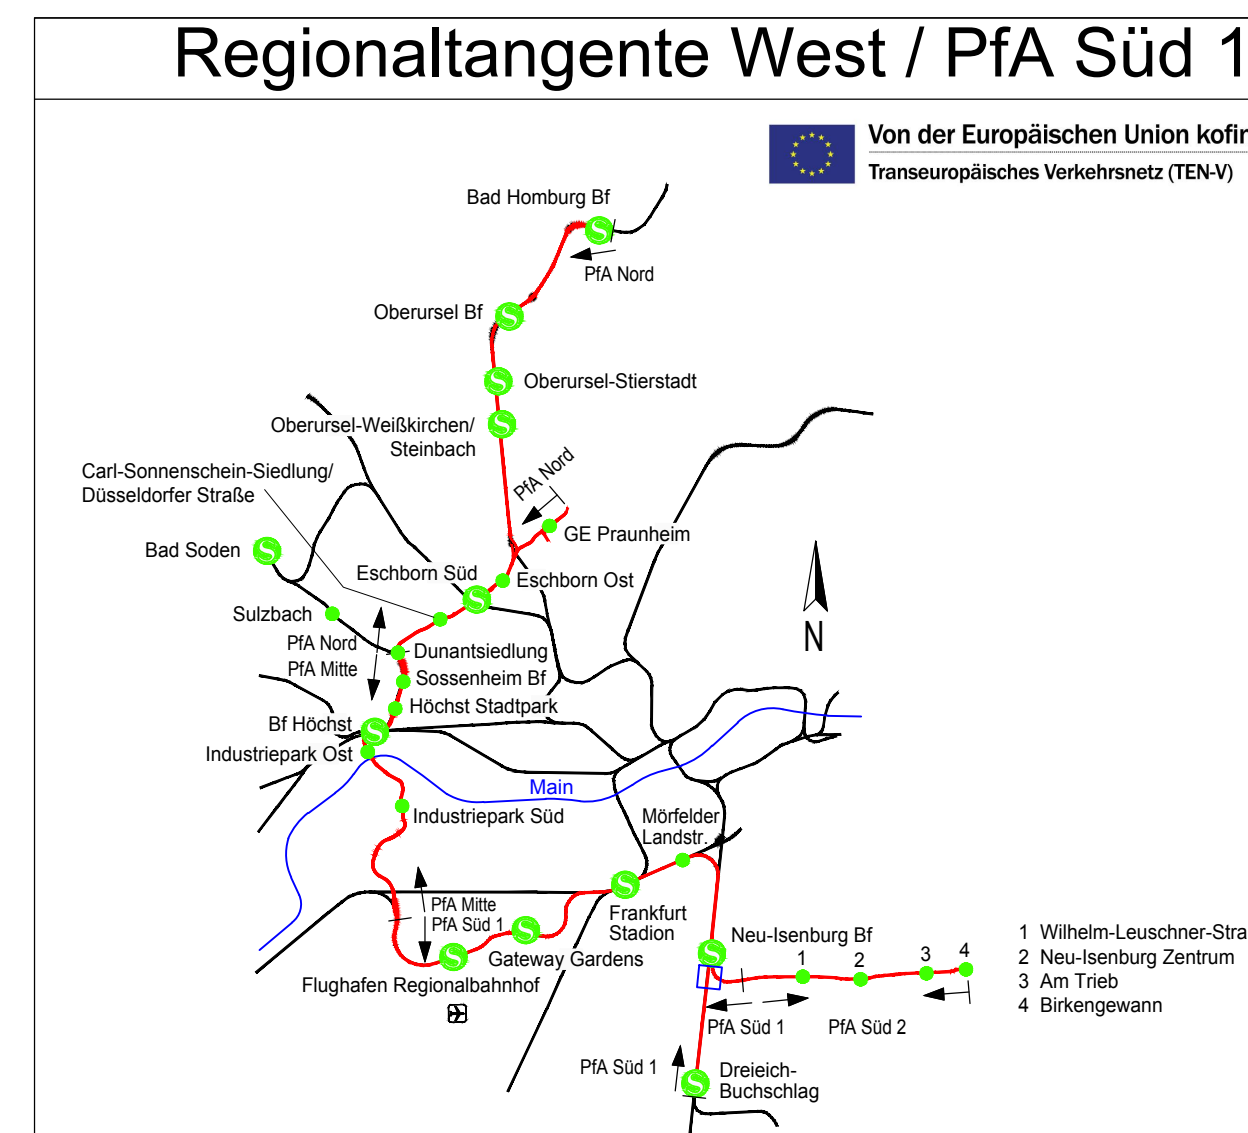 Regionaltangente West / PfA Süd 1
Von der Europäischen Union kofin
Transeuropäisches Verkehrsnetz (TEN-V)
Bad Homburg Bf
PfA Nord
Oberursel Bf
Oberursel-Stierstadt
Oberursel-Weißkirchen/
Steinbach
Carl-Sonnenschein-Siedlung/
Düsseldorfer Straße
PfA Nord
GE Praunheim
Bad Soden
Eschborn Süd
Eschborn Ost
Sulzbach
PfA Nord
PfA Mitte
Dunantsiedlung
Sossenheim Bf
Höchst Stadtpark
Bf Höchst
Industriepark Ost
N
Main
Industriepark Süd
Mörfelder
Landstr.
PfA Mitte
PfA Süd 1
Frankfurt
Stadion
Gateway Gardens
Flughafen Regionalbahnhof
Neu-Isenburg Bf
1 2 3 4
1 Wilhelm-Leuschner-Stra
2 Neu-Isenburg Zentrum
3 Am Trieb
4 Birkengewann
PfA Süd 1
PfA Süd 2
PfA Süd 1
Dreieich-
Buchschlag